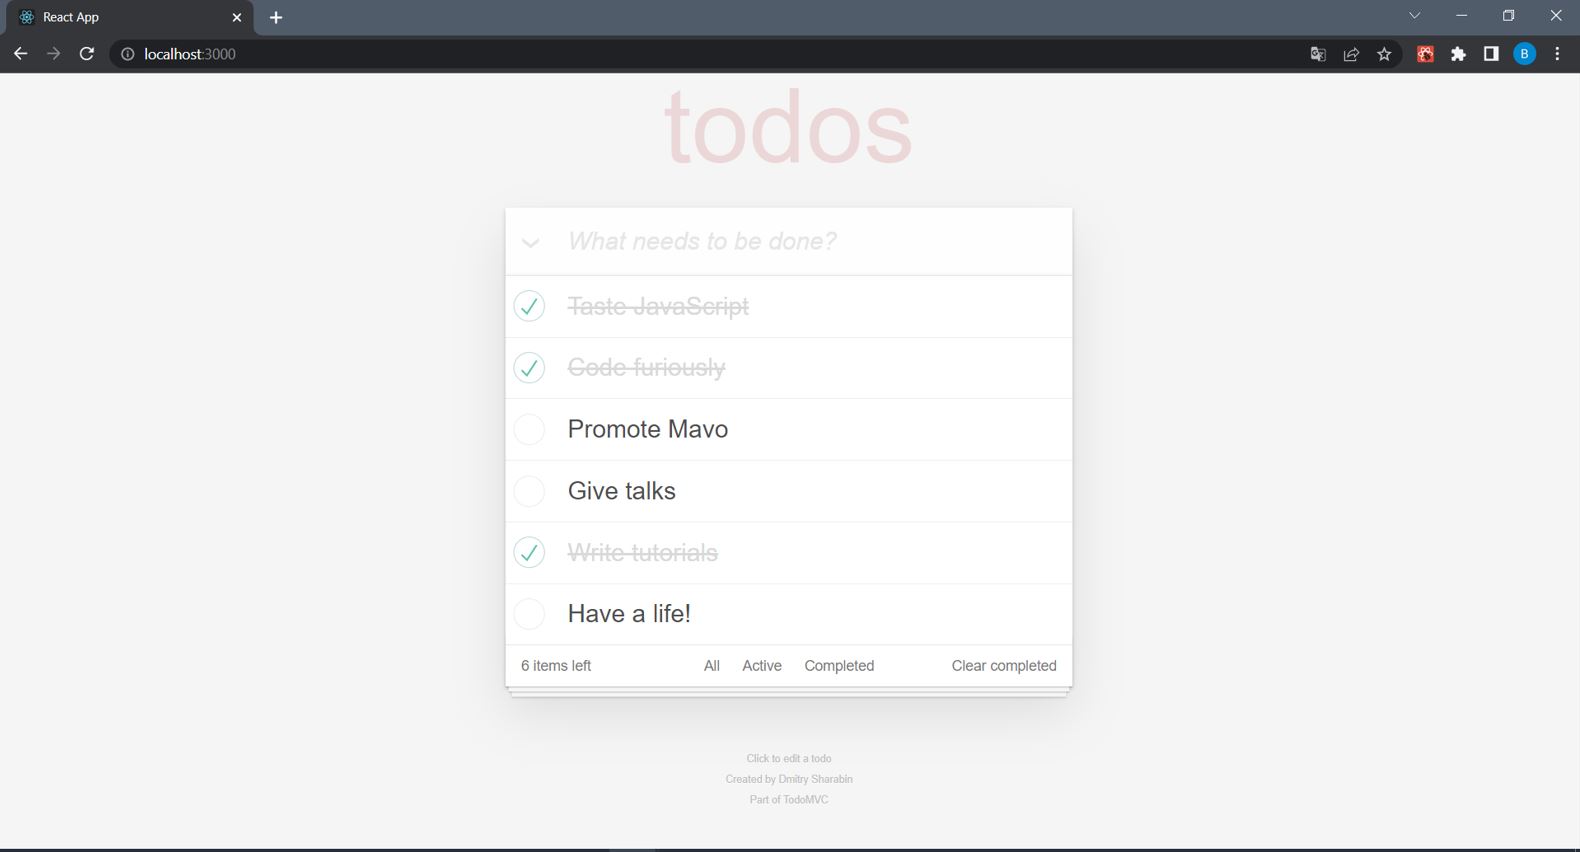 React App
localhost:3000
B
todos
What needs to be done?
Taste JavaScript
Code furiously
Promote Mavo
Give talks
Write tutorials
Have a life!
6 items left All Active Completed Clear completed
Click to edit a todo
Created by Dmitry Sharabin
Part of TodoMVC